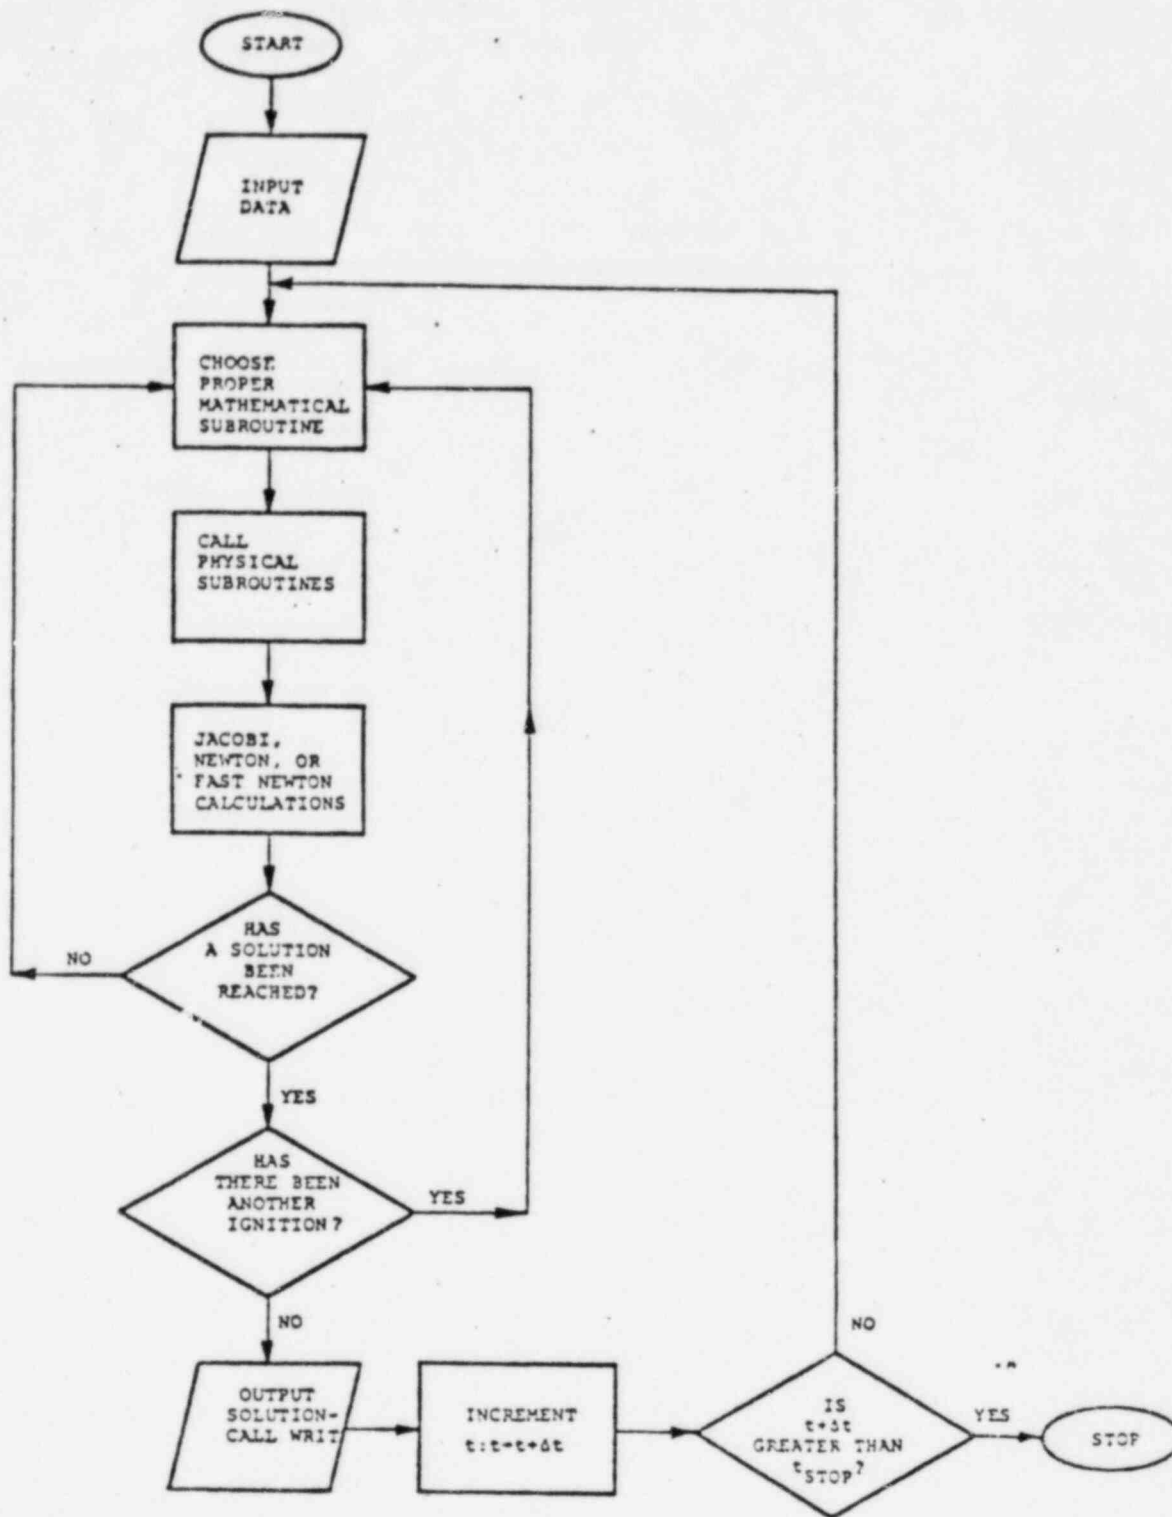 START
INPUT
DATA
CHOOSE
PROPER
MATHEMATICAL
SUBROUTINE
CALL
PHYSICAL
SUBROUTINES
JACOBI,
NEWTON, OR
FAST NEWTON
CALCULATIONS
HAS
A SOLUTION
BEEN
REACHED?
NO
YES
HAS
THERE BEEN
ANOTHER
IGNITION?
YES
NO
OUTPUT
SOLUTION-
CALL WRIT
INCREMENT
t:t→t+Δt
NO
IS
t+Δt
GREATER THAN
tSTOP?
YES
STOP